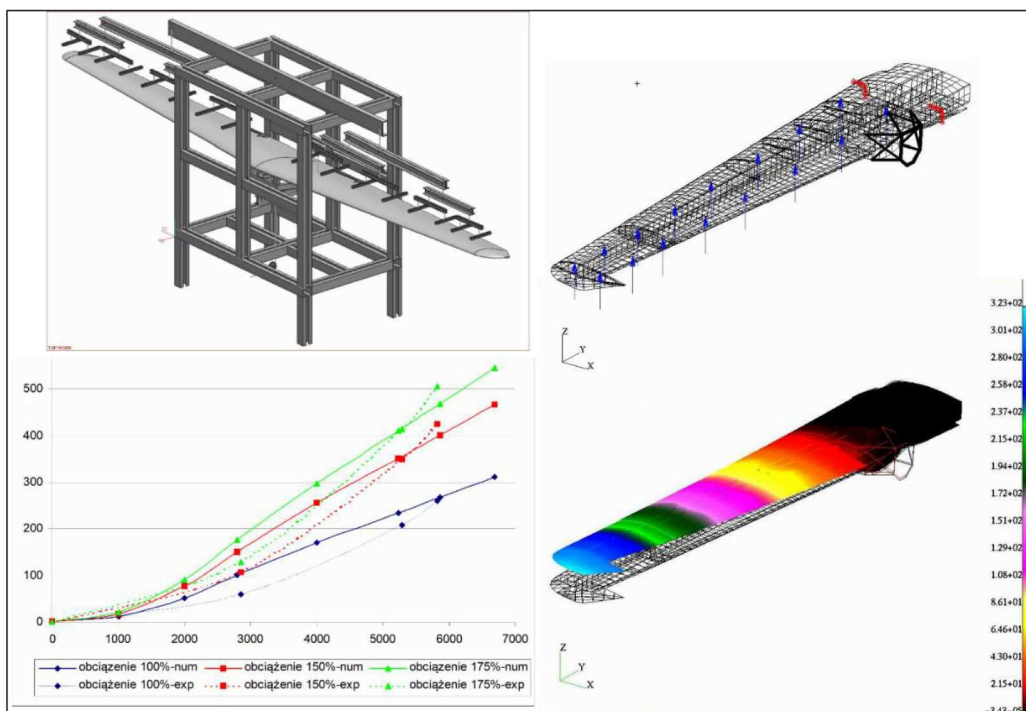 Z
Y
X
3.23+02
3.01+02
2.80+02
2.58+02
2.37+02
2.15+02
1.94+02
1.72+02
1.51+02
1.29+02
1.08+02
8.61+01
6.46+01
4.30+01
2.15+01
-3.43-05
Z
Y
X
500
400
300
200
100
0
0 1000 2000 3000 4000 5000 6000 7000
obciązenie 100%-num obciążenie 150%-num obciążenie 175%-num
obciążenie 100%-exp obciążenie 150%-exp obciążenie 175%-exp